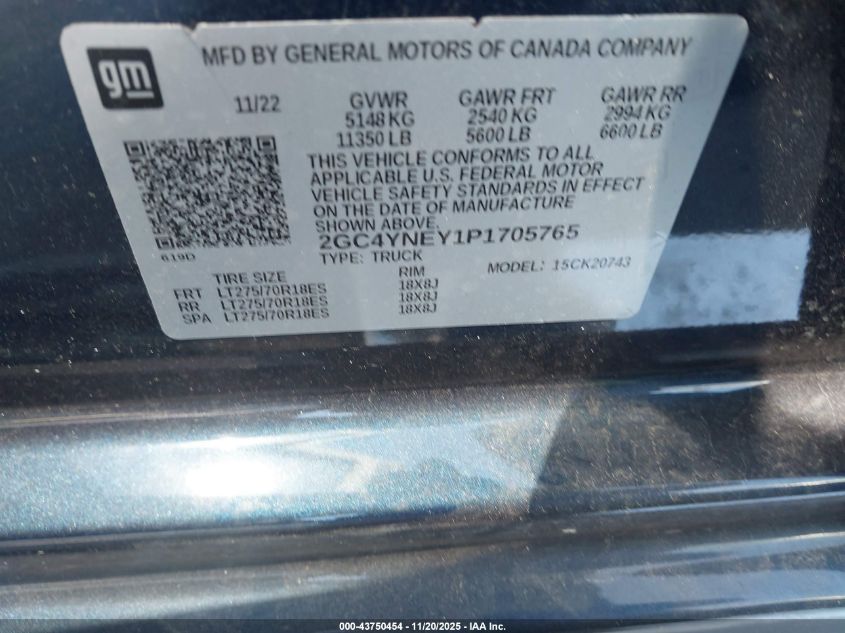 gm
MFD BY GENERAL MOTORS OF CANADA COMPANY
11/22 GVWR GAWR FRT GAWR RR
5148 KG 2540 KG 2994 KG
11350 LB 5600 LB 6600 LB
THIS VEHICLE CONFORMS TO ALL
APPLICABLE U.S. FEDERAL MOTOR
VEHICLE SAFETY STANDARDS IN EFFECT
ON THE DATE OF MANUFACTURE
SHOWN ABOVE.
619D
2GC4YNEY1P1705765
TYPE: TRUCK MODEL: 15CK20743
TIRE SIZE RIM
FRT LT275/70R18ES 18X8J
RR LT275/70R18ES 18X8J
SPA LT275/70R18ES 18X8J
000-43750454 - 11/20/2025 - IAA Inc.